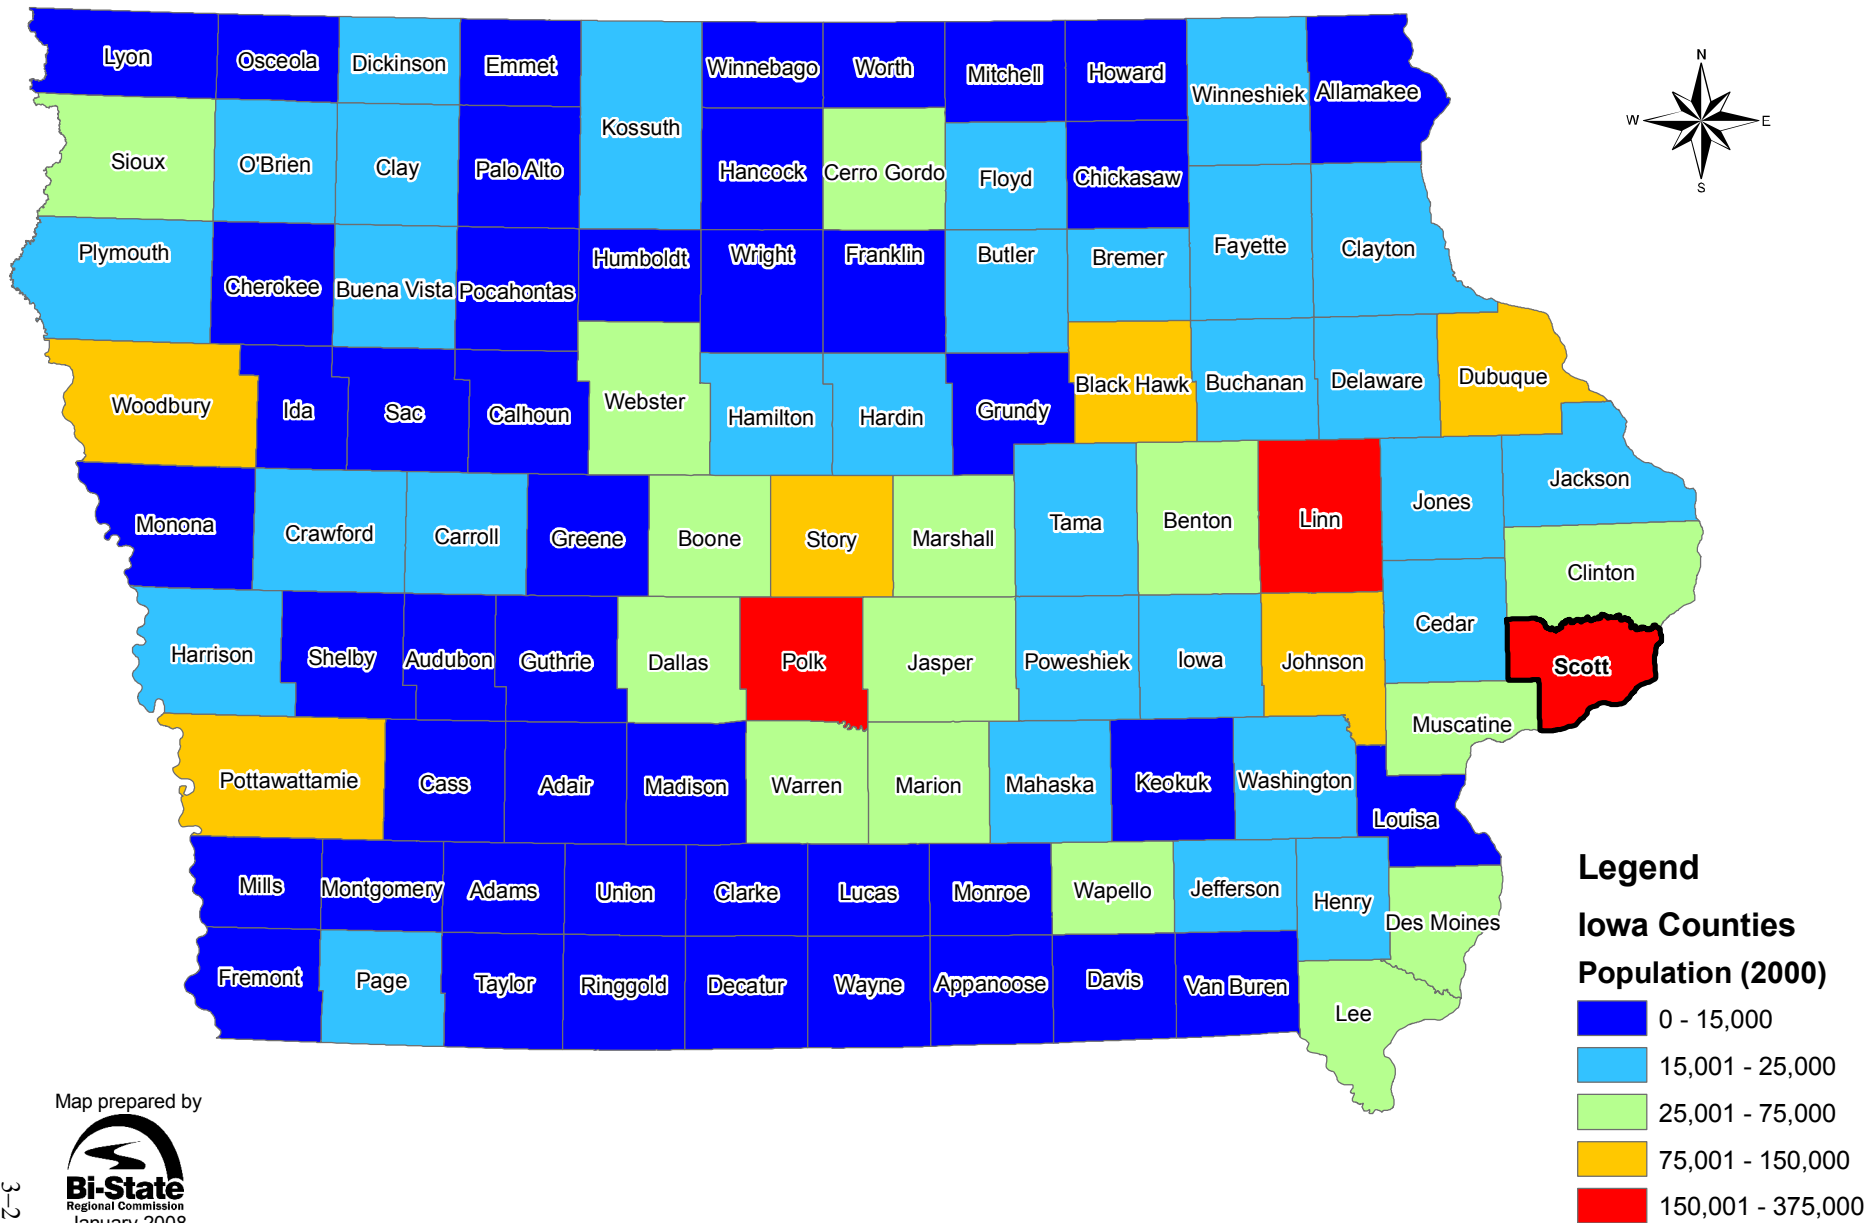 Lyon
Osceola
Dickinson
Emmet
Kossuth
Winnebago
Worth
Mitchell
Howard
Winneshiek
Allamakee
N
W
E
S
Sioux
O'Brien
Clay
Palo Alto
Hancock
Cerro Gordo
Floyd
Chickasaw
Plymouth
Cherokee
Buena Vista
Pocahontas
Humboldt
Wright
Franklin
Butler
Bremer
Fayette
Clayton
Woodbury
Ida
Sac
Calhoun
Webster
Hamilton
Hardin
Grundy
Black Hawk
Buchanan
Delaware
Dubuque
Monona
Crawford
Carroll
Greene
Boone
Story
Marshall
Tama
Benton
Linn
Jones
Jackson
Clinton
Harrison
Shelby
Audubon
Guthrie
Dallas
Polk
Jasper
Poweshiek
Iowa
Johnson
Cedar
Scott
Muscatine
Pottawattamie
Cass
Adair
Madison
Warren
Marion
Mahaska
Keokuk
Washington
Louisa
Mills
Montgomery
Adams
Union
Clarke
Lucas
Monroe
Wapello
Jefferson
Henry
Des Moines
Fremont
Page
Taylor
Ringgold
Decatur
Wayne
Appanoose
Davis
Van Buren
Lee
Legend
Iowa Counties
Population (2000)
0 - 15,000
15,001 - 25,000
25,001 - 75,000
75,001 - 150,000
150,001 - 375,000
Map prepared by
Bi-State
Regional Commission
January 2008
3-2